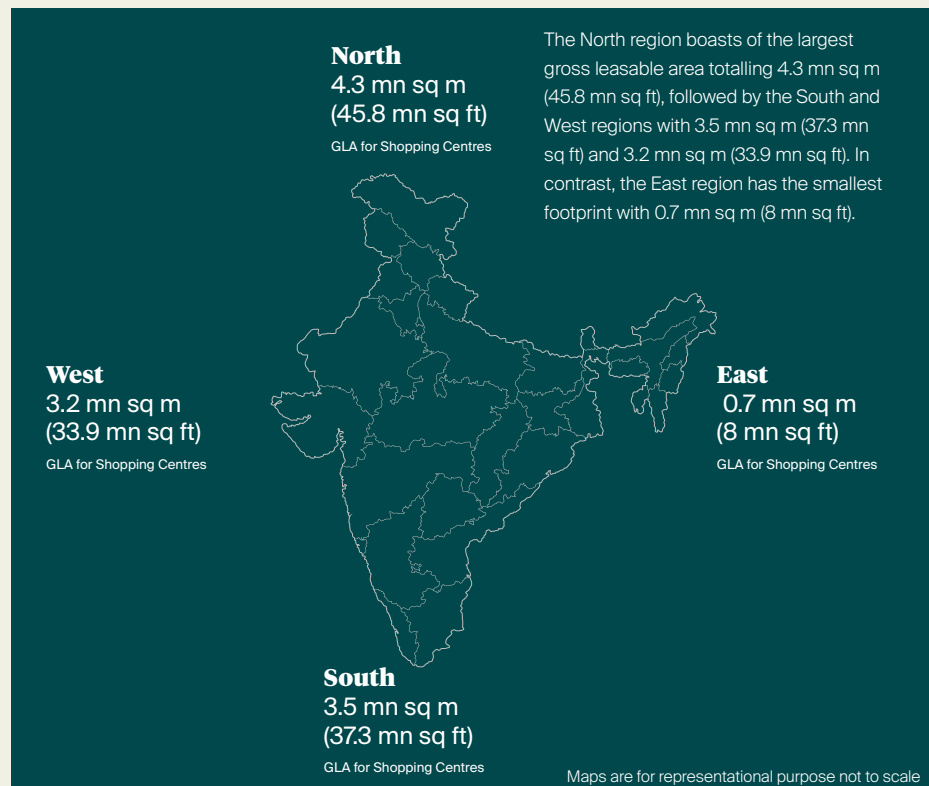 North
4.3 mn sq m
(45.8 mn sq ft)
GLA for Shopping Centres
The North region boasts of the largest
gross leasable area totalling 4.3 mn sq m
(45.8 mn sq ft), followed by the South and
West regions with 3.5 mn sq m (37.3 mn
sq ft) and 3.2 mn sq m (33.9 mn sq ft). In
contrast, the East region has the smallest
footprint with 0.7 mn sq m (8 mn sq ft).
West
3.2 mn sq m
(33.9 mn sq ft)
GLA for Shopping Centres
East
0.7 mn sq m
(8 mn sq ft)
GLA for Shopping Centres
South
3.5 mn sq m
(37.3 mn sq ft)
GLA for Shopping Centres
Maps are for representational purpose not to scale